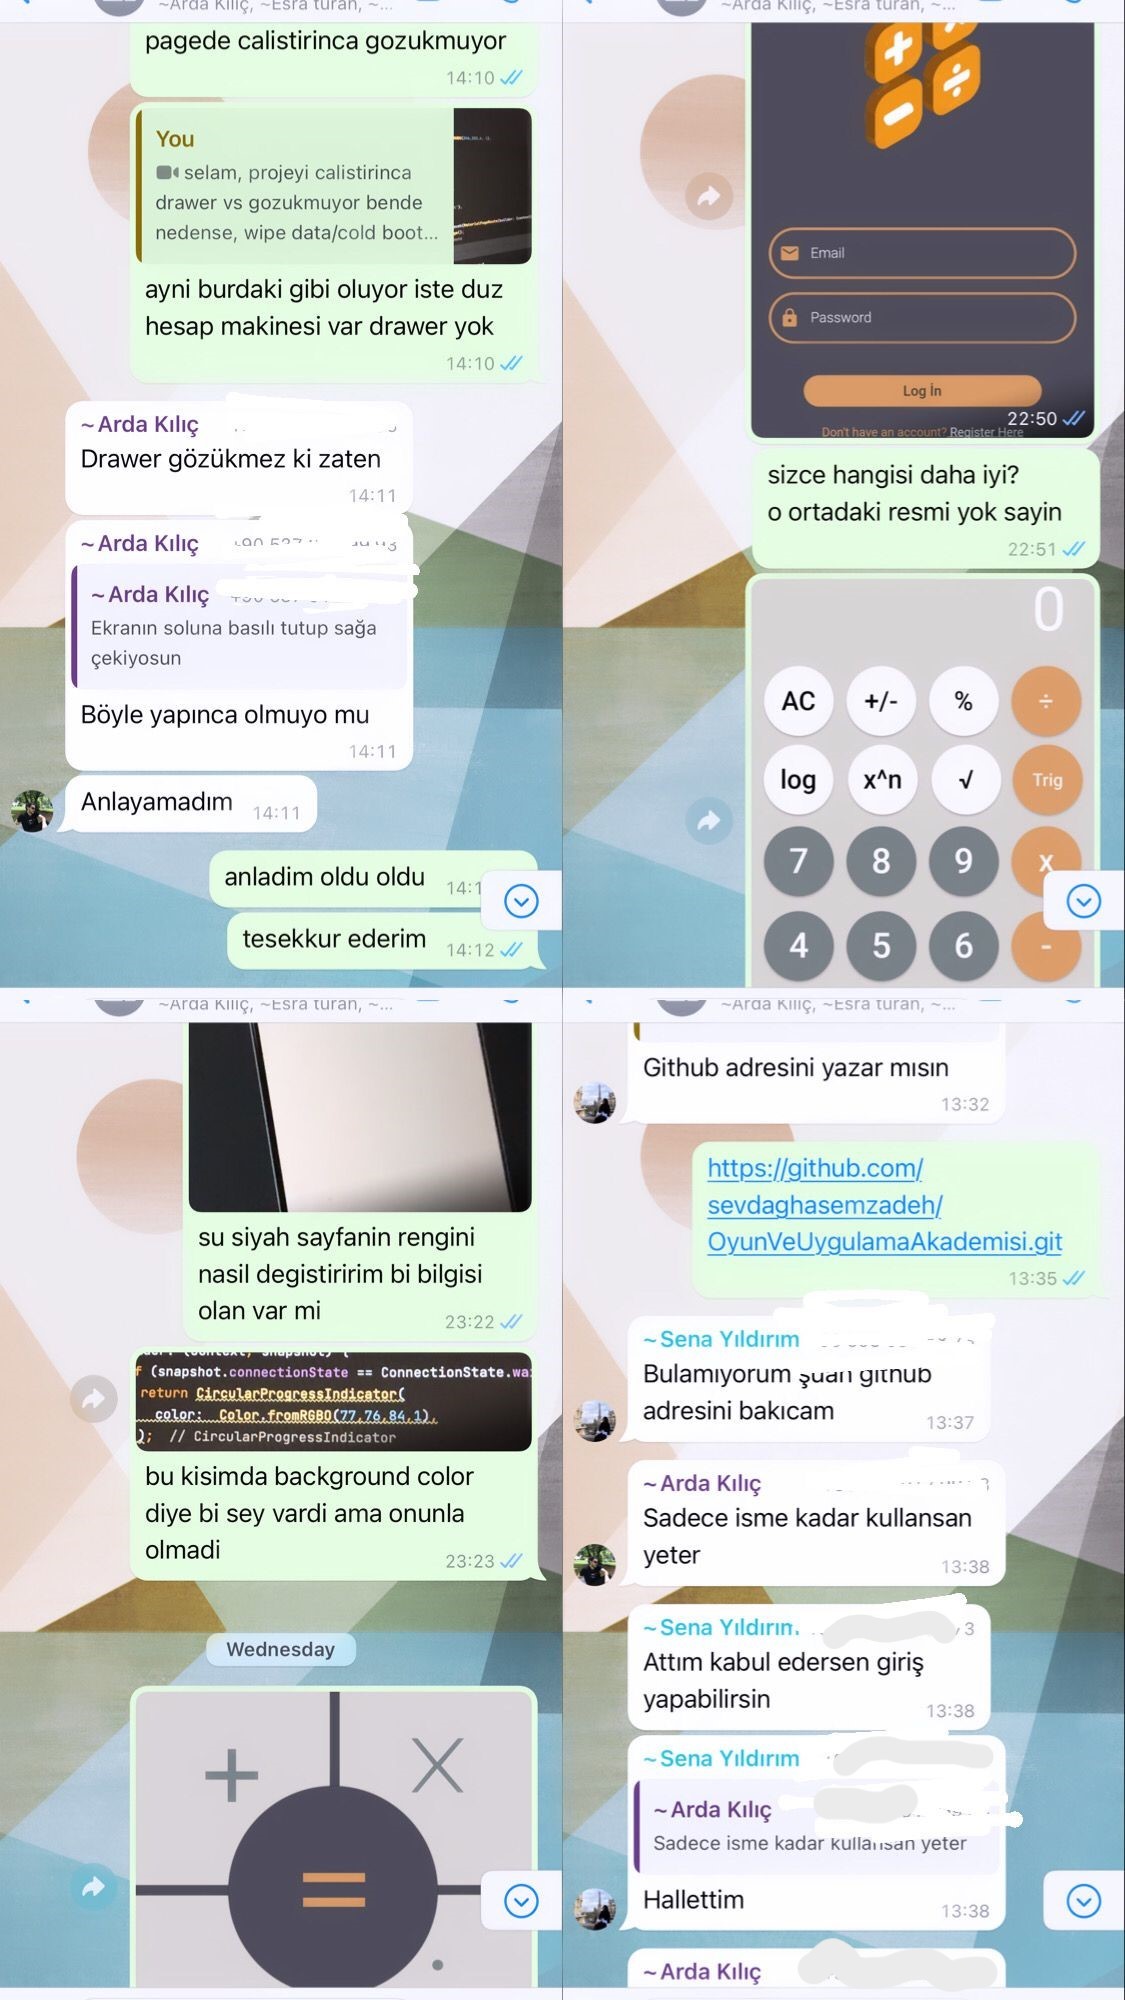 ~Arda Kılıç, ~Esra turan, ~...
pagede calistirinca gozukmuyor
14:10
You
selam, projeyi calistirinca
drawer vs gozukmuyor bende
nedense, wipe data/cold boot...
ayni burdaki gibi oluyor iste duz
hesap makinesi var drawer yok
14:10
~Arda Kılıç
Drawer gözükmez ki zaten
14:11
~Arda Kılıç
~Arda Kılıç
Ekranın soluna basılı tutup sağa
çekiyosun
Böyle yapınca olmuyo mu
14:11
Anlayamadım 14:11
anladim oldu oldu
tesekkur ederim 14:12
~Arda Kılıç, ~Esra turan, ~...
Email
Password
Log İn
22:50
Don't have an account? Register Here
sizce hangisi daha iyi?
o ortadaki resmi yok sayin
22:51
0
AC +/- % ÷
log x^n √ Trig
7 8 9 x
4 5 6 -
~Arda Kılıç, ~Esra turan, ~...
su siyah sayfanin rengini
nasil degistiririm bi bilgisi
olan var mi
23:22
(snapshot.connectionState == ConnectionState.wa
return CircularProgressIndicator(
color: Color.fromRGBO(77,76,84,1),
); // CircularProgressIndicator
bu kisimda background color
diye bi sey vardi ama onunla
olmadi
23:23
Wednesday
+ ×
=
~Arda Kılıç, ~Esra turan, ~...
Github adresini yazar mısın
13:32
https://github.com/
sevdaghasemzadeh/
OyunVeUygulamaAkademisi.git
13:35
~Sena Yıldırım
Bulamıyorum şuan github
adresini bakıcam
13:37
~Arda Kılıç
Sadece isme kadar kullansan
yeter
13:38
~Sena Yıldırım
Attım kabul edersen giriş
yapabilirsin
13:38
~Sena Yıldırım
~Arda Kılıç
Sadece isme kadar kullansan yeter
Hallettim
13:38
~Arda Kılıç